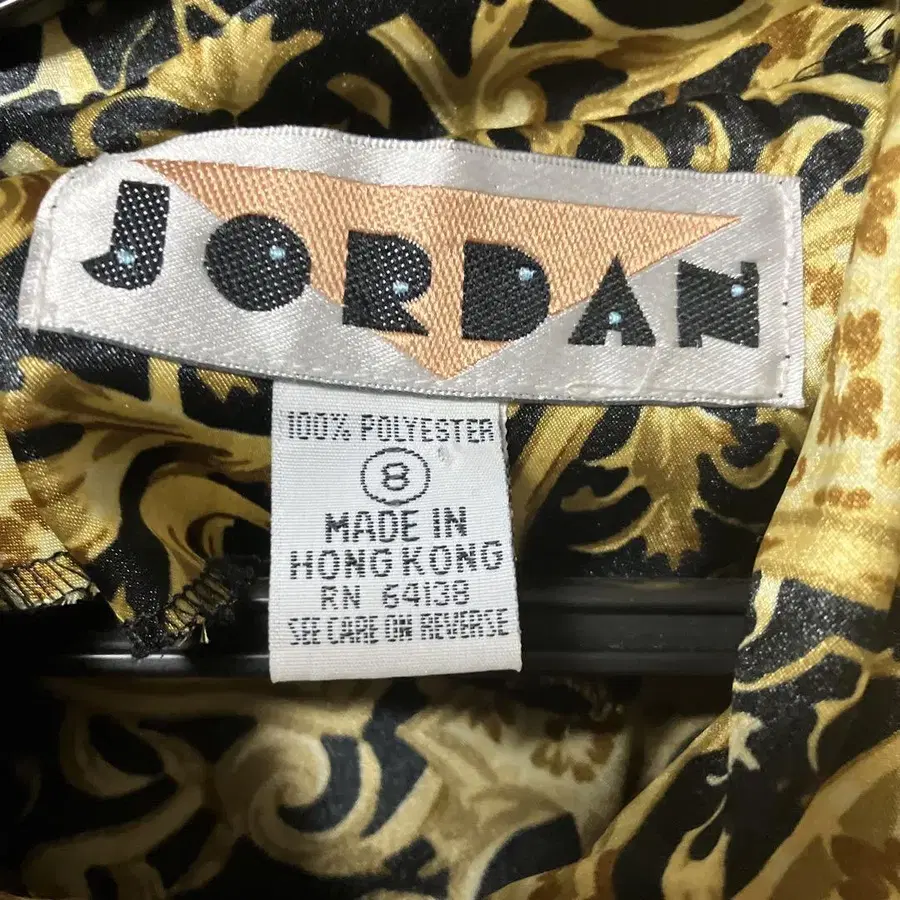 JORDAN
100% POLYESTER
8
MADE IN
HONG KONG
RN 64138
SEE CARE ON REVERSE